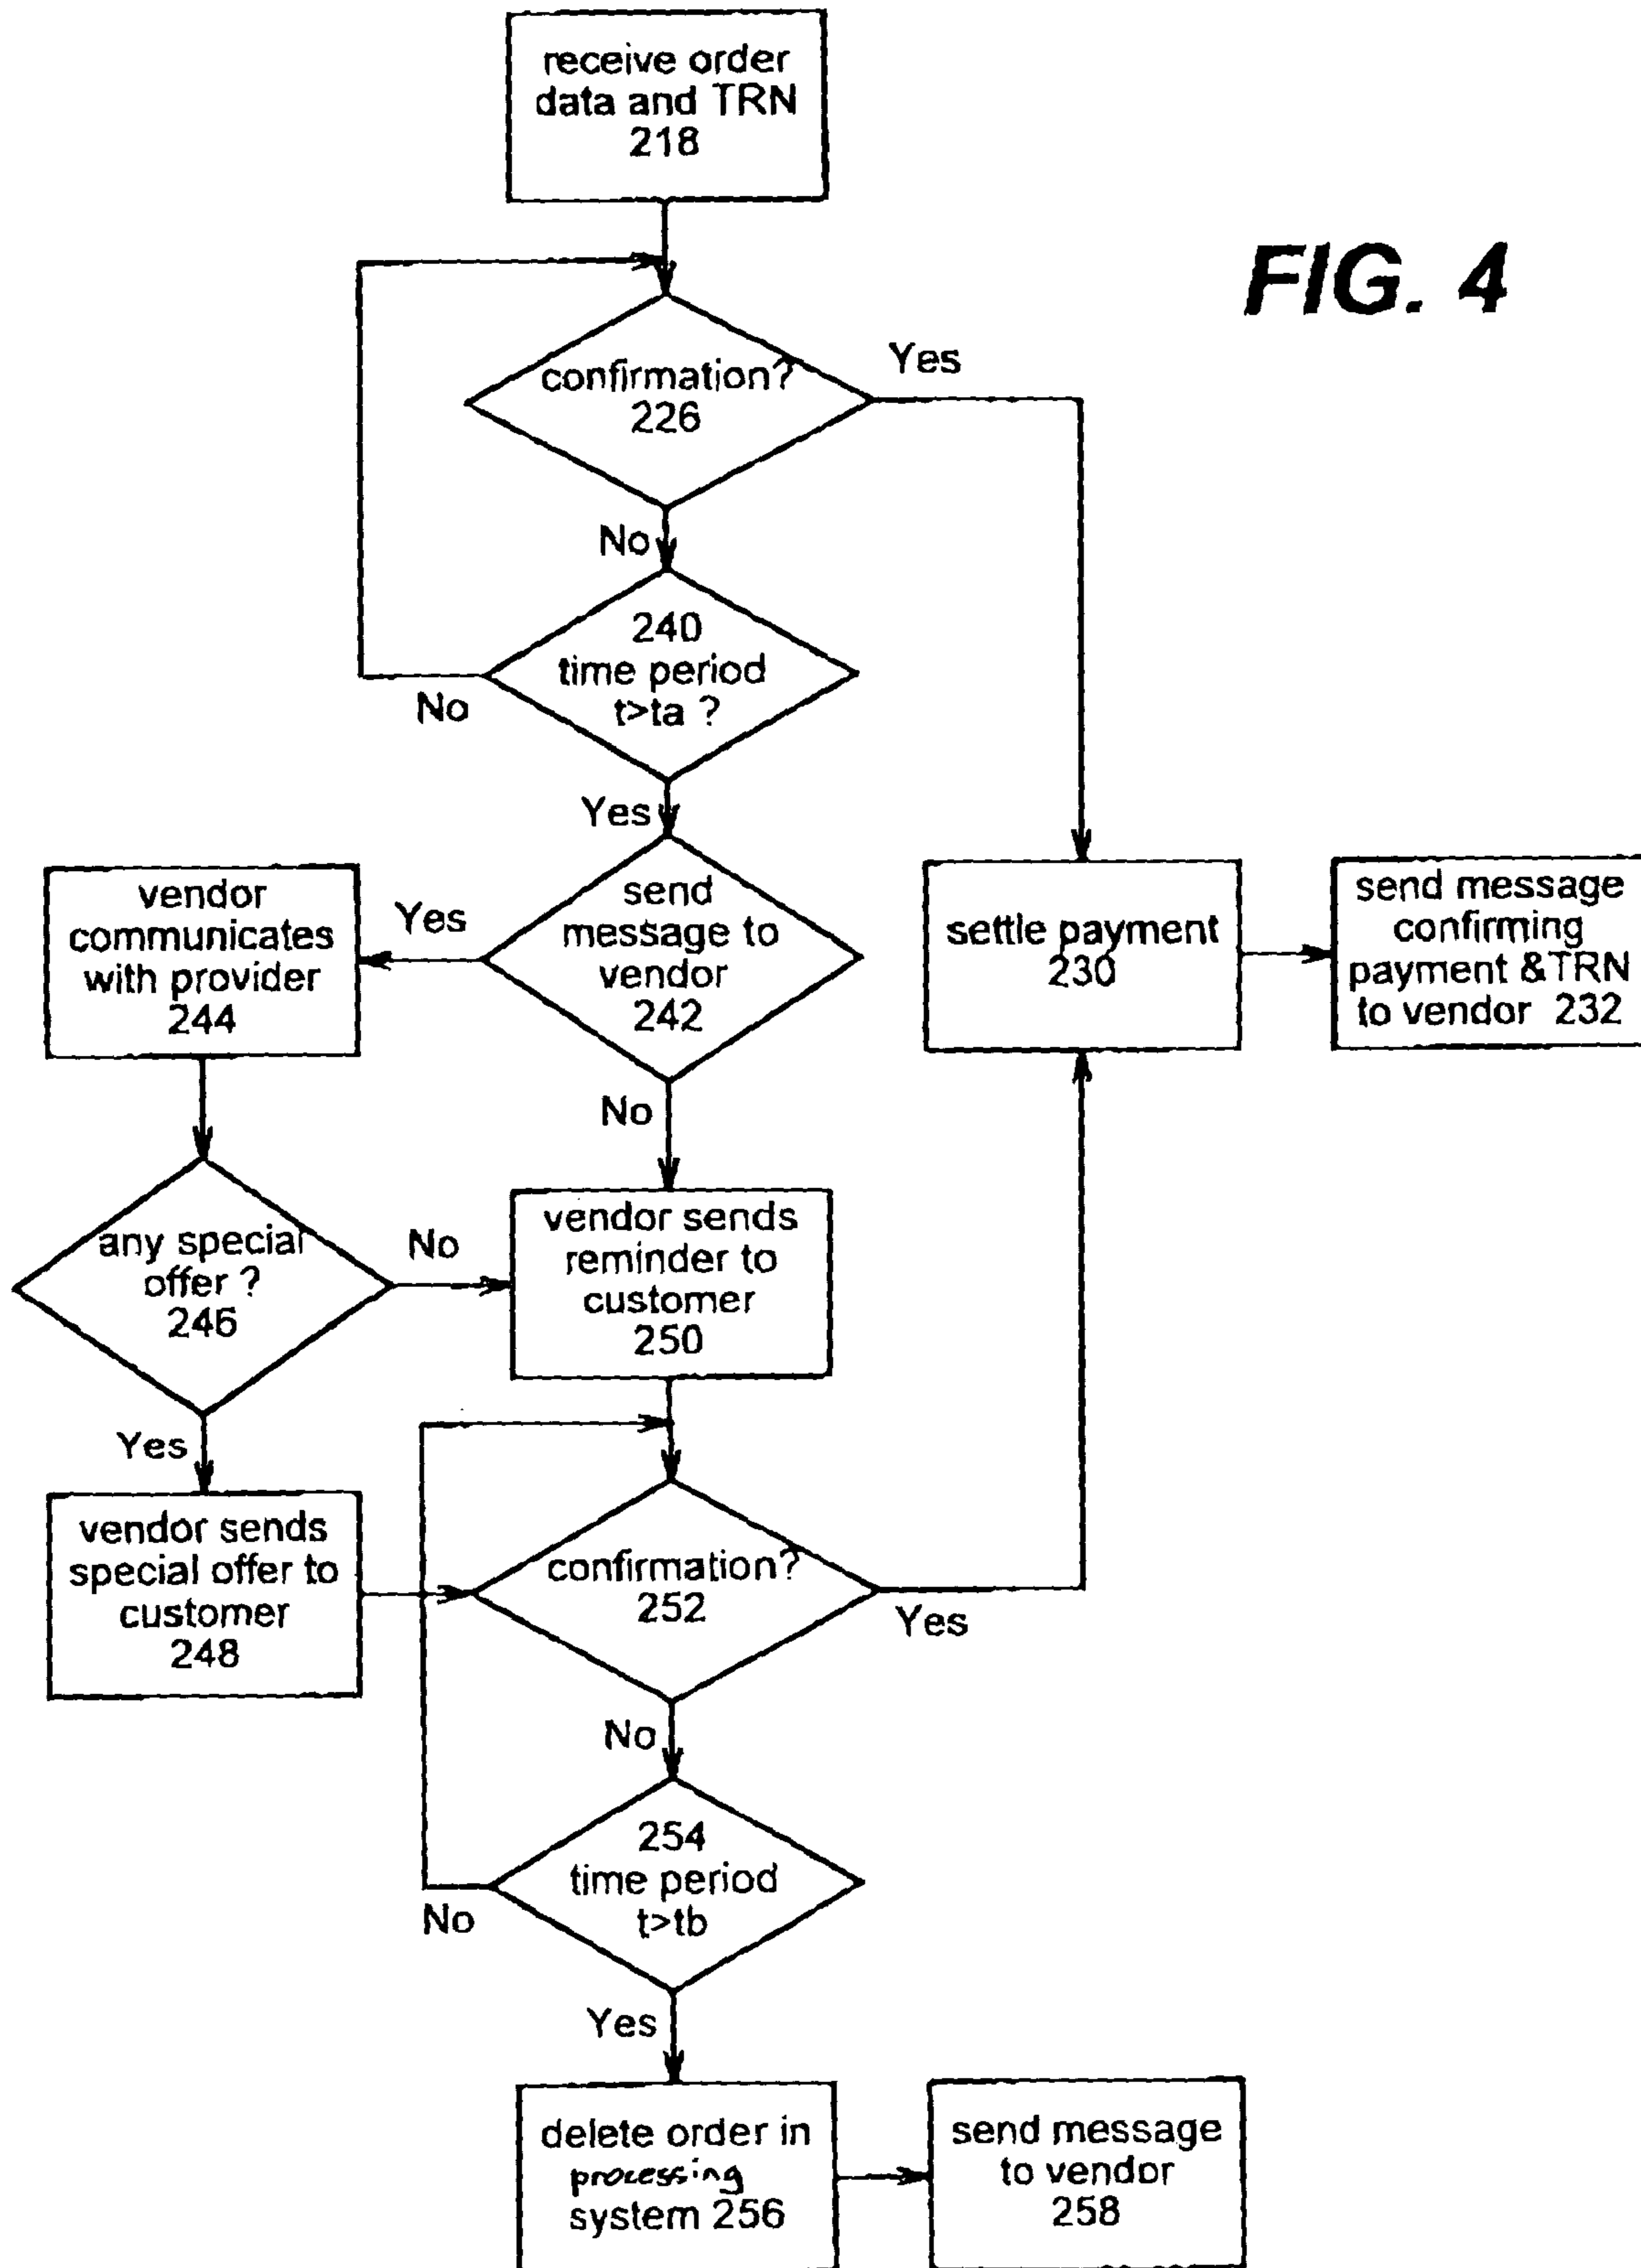 receive order
data and TRN
218
FIG. 4
confirmation?
226
Yes
No
240
time period
t>ta ?
No
Yes
send
message to
vendor
242
Yes
No
vendor
communicates
with provider
244
settle payment
230
send message
confirming
payment &TRN
to vendor 232
any special
offer ?
246
No
Yes
vendor sends
reminder to
customer
250
vendor sends
special offer to
customer
248
confirmation?
252
Yes
No
254
time period
t>tb
No
Yes
delete order in
processing
system 256
send message
to vendor
258